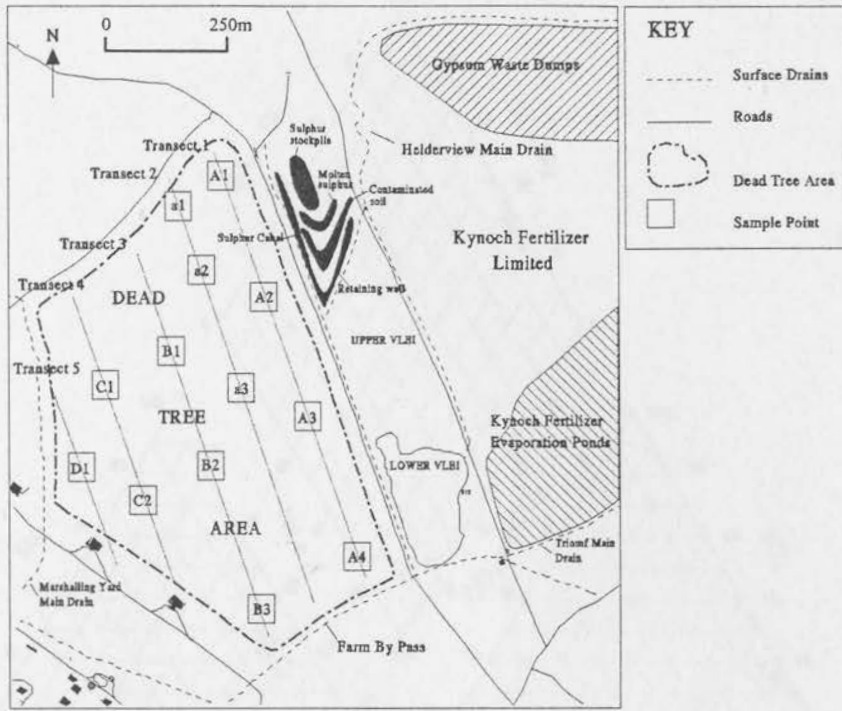 0 250m
N
Gypsum Waste Dumps
Sulphur
stockpile
Helderview Main Drain
Transect 1
Transect 2
A1
Molten
sulphur
Contaminated
soil
a1
Sulphur Canal
Kynoch Fertilizer
Limited
Transect 3
a2
Transect 4
DEAD
A2
Retaining wall
B1
UPPER VLEI
Transect 5
C1
a3
TREE
A3
Kynoch Fertilizer
Evaporation Ponds
D1
B2
LOWER VLEI
C2
AREA
A4
Triomf Main
Drain
Marshalling Yard
Main Drain
B3
Farm By Pass
KEY
Surface Drains
Roads
Dead Tree Area
Sample Point